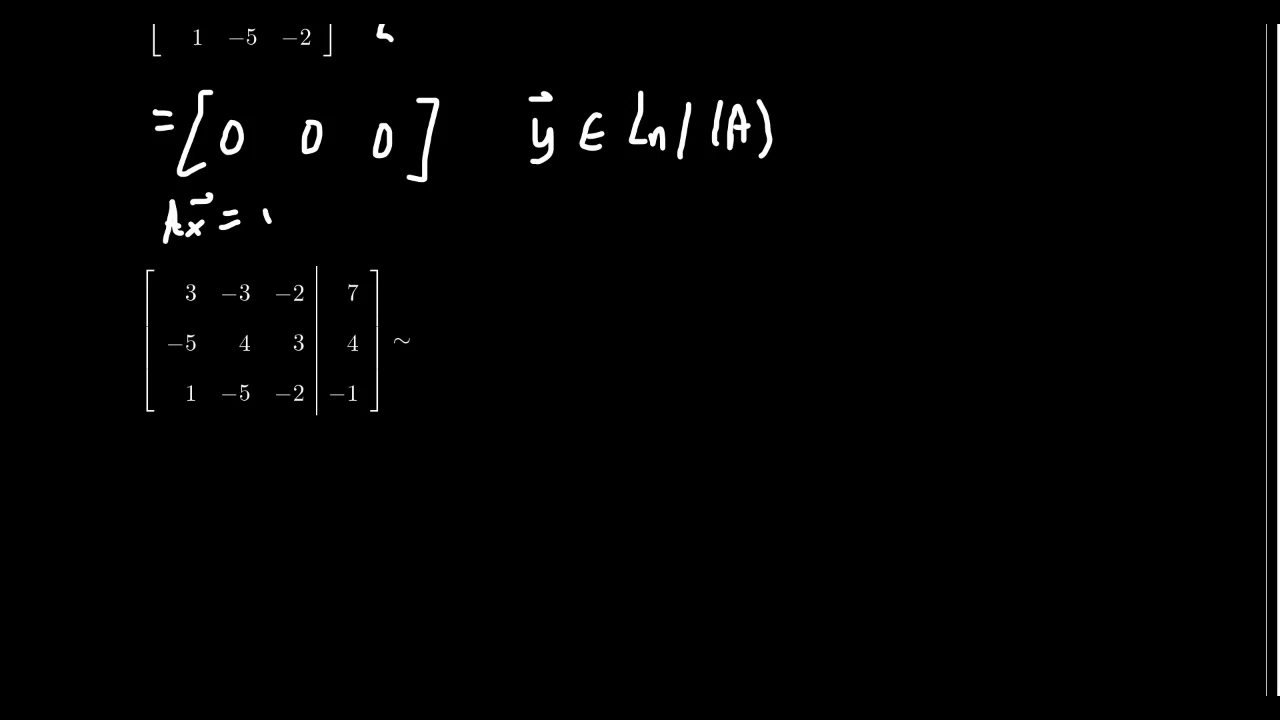 1 −5 −2
= [ 0 0 0 ] y⃗ ∈ Lnl (A)
Ax⃗ =
3 −3 −2 | 7
−5 4 3 | 4 ∼
1 −5 −2 | −1